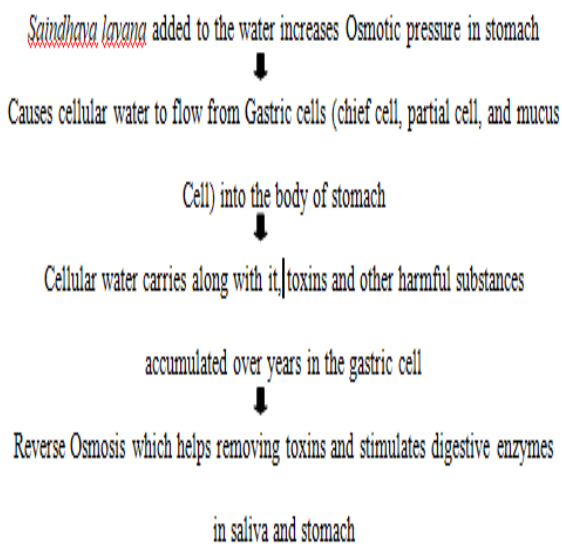 Saindhava lavana added to the water increases Osmotic pressure in stomach
Causes cellular water to flow from Gastric cells (chief cell, partial cell, and mucus
Cell) into the body of stomach
Cellular water carries along with it, toxins and other harmful substances
accumulated over years in the gastric cell
Reverse Osmosis which helps removing toxins and stimulates digestive enzymes
in saliva and stomach